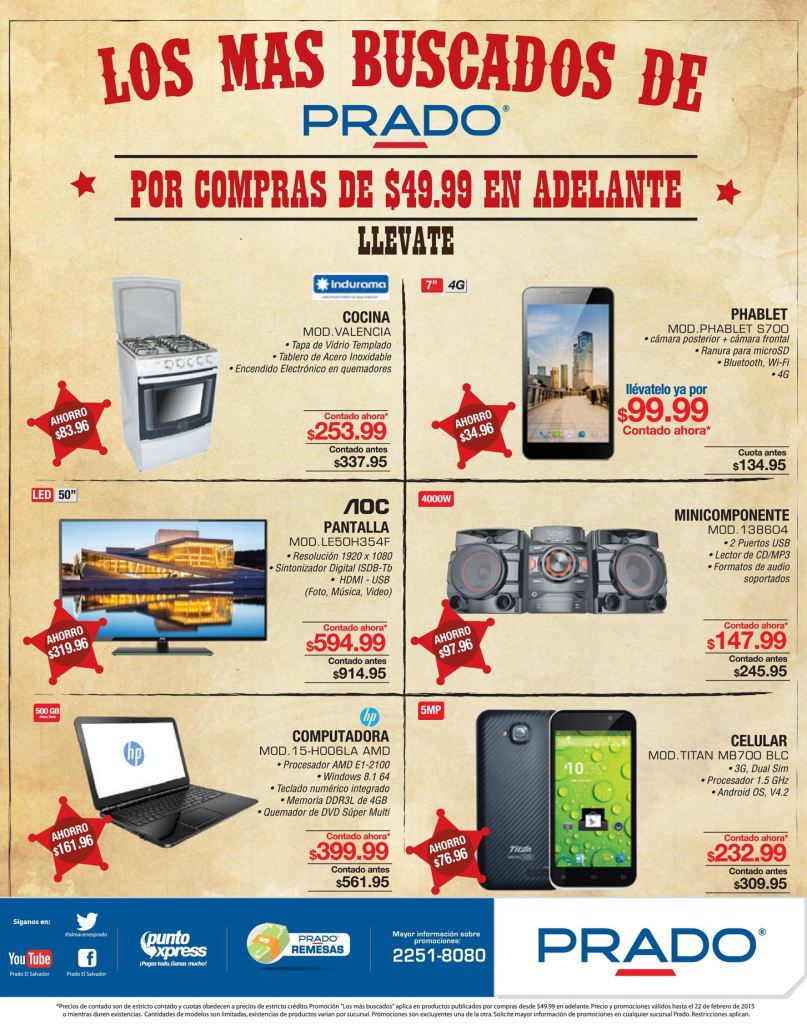 LOS MAS BUSCADOS DE
PRADO®
POR COMPRAS DE $49.99 EN ADELANTE
LLEVATE
Indurama
COCINA
MOD.VALENCIA
• Tapa de Vidrio Templado
• Tablero de Acero Inoxidable
• Encendido Electrónico en quemadores
AHORRO
$83.96
Contado ahora*
$253.99
Contado antes
$337.95
7” 4G
PHABLET
MOD.PHABLET S700
• cámara posterior + cámara frontal
• Ranura para microSD
• Bluetooth, Wi-Fi
• 4G
AHORRO
$34.96
llévatelo ya por
$99.99
Contado ahora*
Cuota antes
$134.95
LED 50”
AOC
PANTALLA
MOD.LE50H354F
• Resolución 1920 x 1080
• Sintonizador Digital ISDB-Tb
• HDMI - USB
(Foto, Música, Video)
AHORRO
$319.96
Contado ahora*
$594.99
Contado antes
$914.95
4000W
MINICOMPONENTE
MOD.138604
• 2 Puertos USB
• Lector de CD/MP3
• Formatos de audio
soportados
AHORRO
$97.96
Contado ahora*
$147.99
Contado antes
$245.95
500 GB
hp
hp
COMPUTADORA
MOD.15-H006LA AMD
• Procesador AMD E1-2100
• Windows 8.1 64
• Teclado numérico integrado
• Memoria DDR3L de 4GB
• Quemador de DVD Súper Multi
AHORRO
$161.96
Contado ahora*
$399.99
Contado antes
$561.95
5MP
Titan
CELULAR
MOD.TITAN MB700 BLC
• 3G, Dual Sim
• Procesador 1.5 GHz
• Android OS, V4.2
AHORRO
$76.96
Contado ahora*
$232.99
Contado antes
$309.95
Síganos en:
@almacenesprado
YouTube
Prado El Salvador
f
Prado El Salvador
punto
xpress
¡Pagas todo, Ganas mucho!
PRADO
REMESAS
Mayor información sobre
promociones:
2251-8080
PRADO®
*Precios de contado son de estricto contado y cuotas obedecen a precios de estricto crédito. Promoción "Los más buscados" aplica en productos publicados por compras desde $49.99 en adelante. Precio y promociones válidos hasta el 22 de febrero de 2015
o mientras duren existencias. Cantidades de modelos son limitadas, existencias de productos varían por sucursal. Promociones son excluyentes una de la otra. Solicite mayor información de promociones en cualquier sucursal Prado. Restricciones aplican.